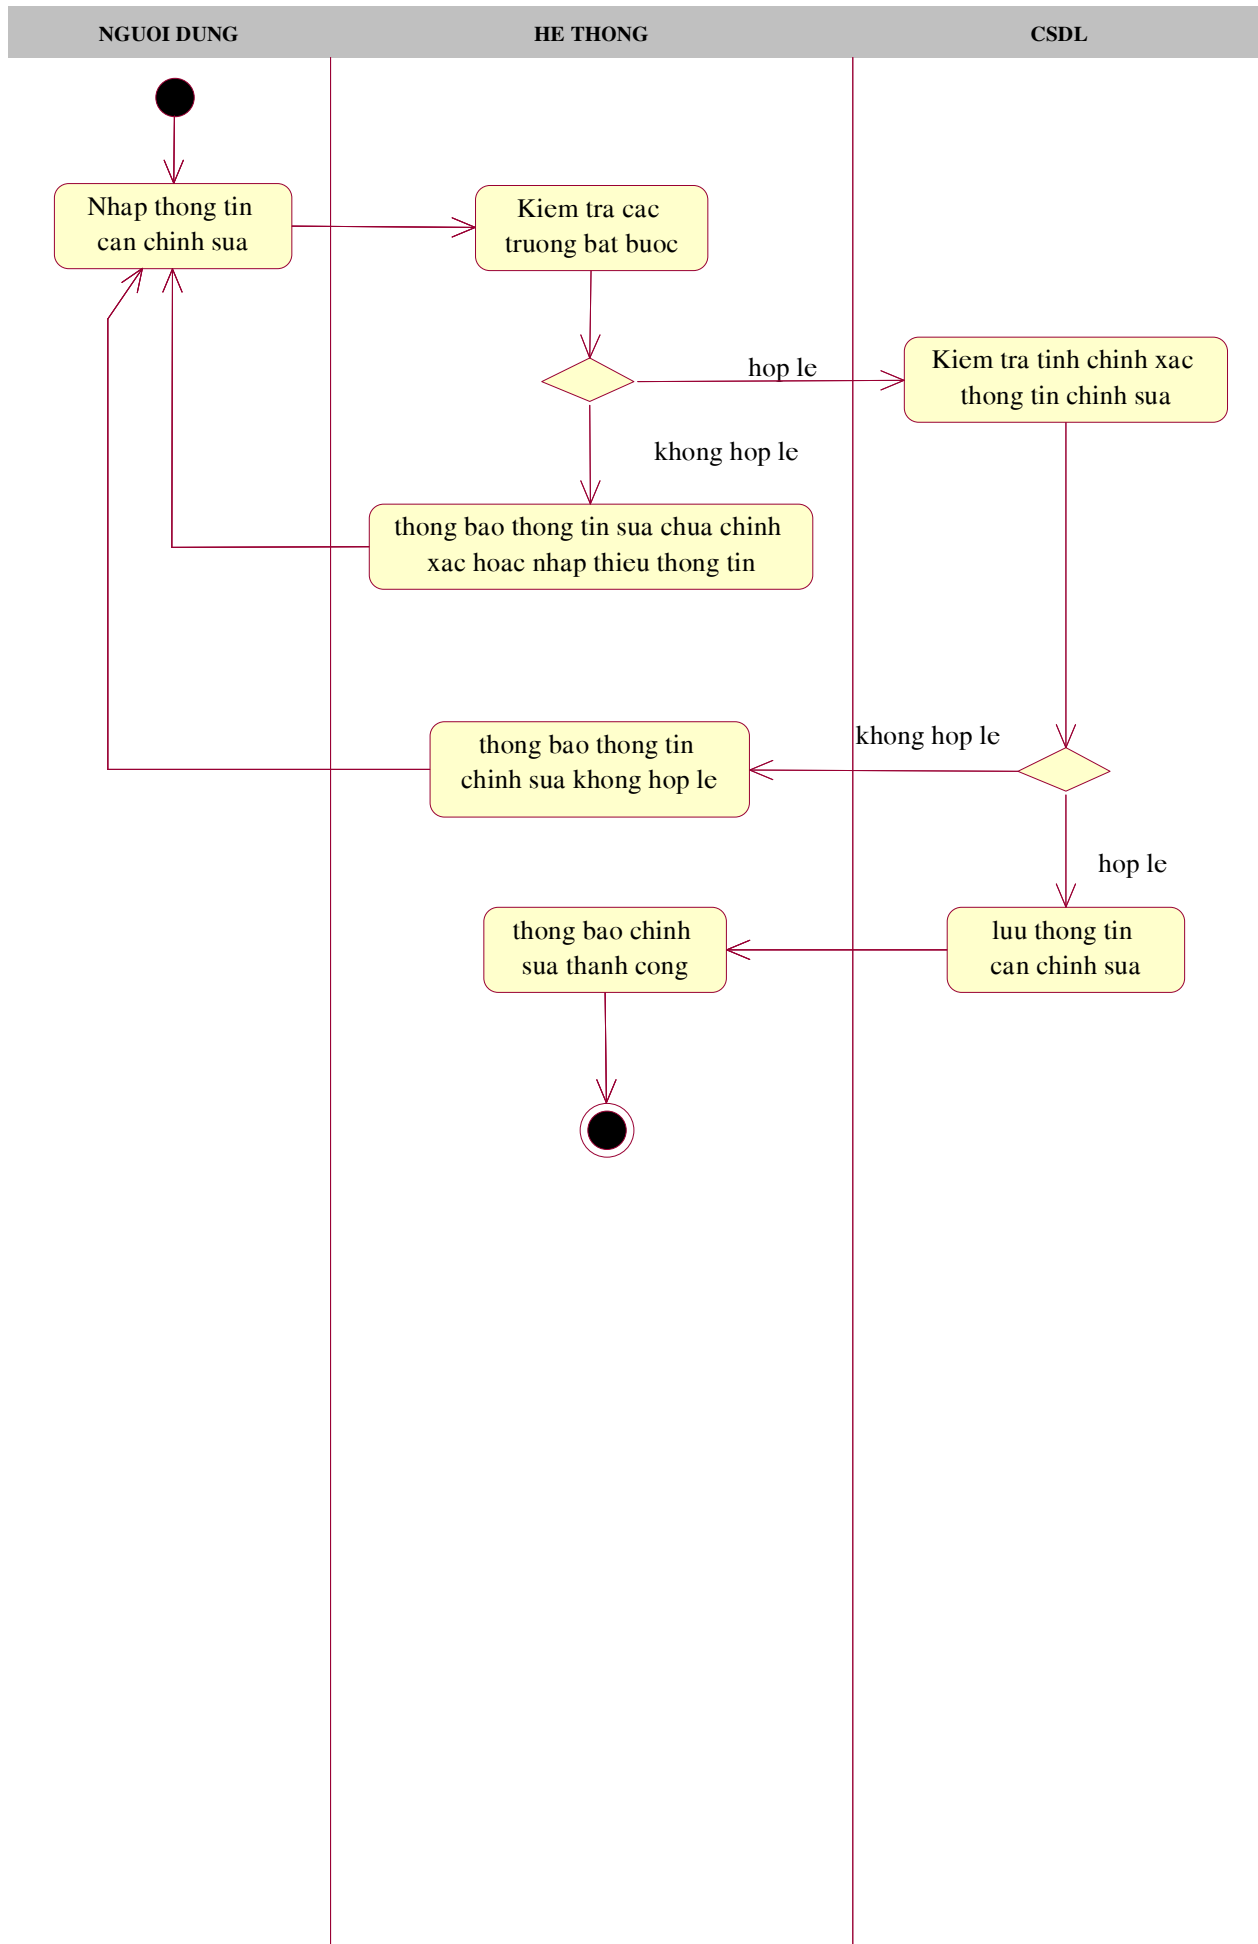 NGUOI DUNG
HE THONG
CSDL
Nhap thong tin
can chinh sua
Kiem tra cac
truong bat buoc
hop le
Kiem tra tinh chinh xac
thong tin chinh sua
khong hop le
thong bao thong tin sua chua chinh
xac hoac nhap thieu thong tin
khong hop le
thong bao thong tin
chinh sua khong hop le
hop le
thong bao chinh
sua thanh cong
luu thong tin
can chinh sua